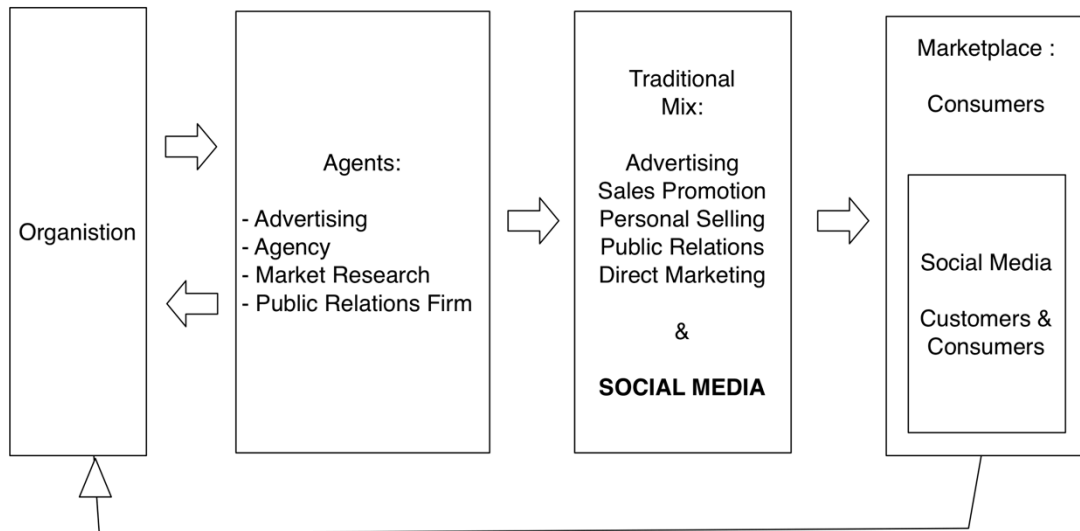 Organistion
Agents:
- Advertising
- Agency
- Market Research
- Public Relations Firm
Traditional
Mix:
Advertising
Sales Promotion
Personal Selling
Public Relations
Direct Marketing
&
SOCIAL MEDIA
Marketplace :
Consumers
Social Media
Customers &
Consumers